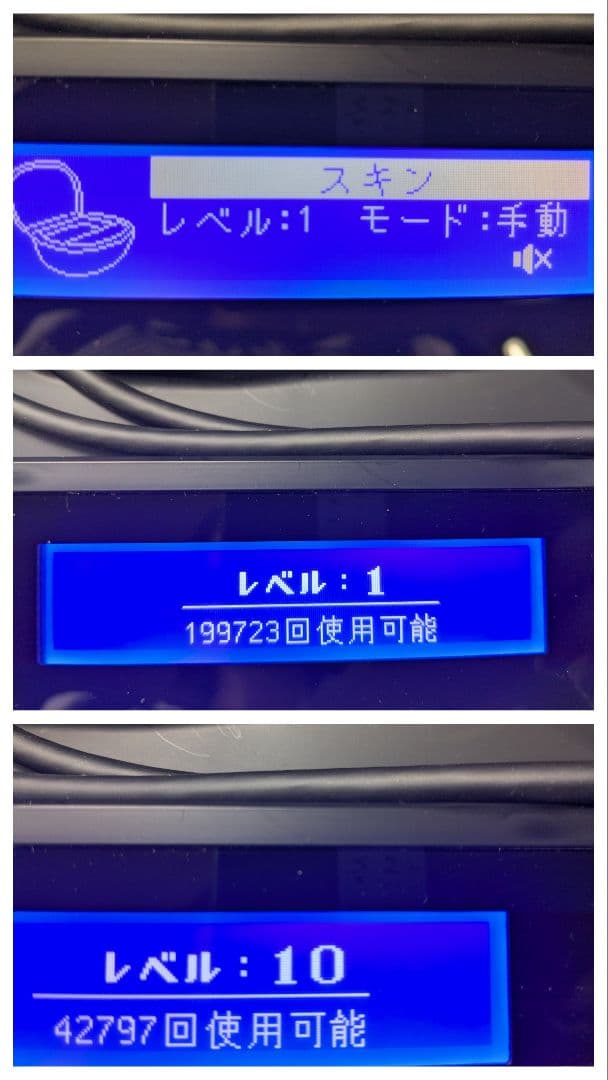 スキン
レベル:1 モード:手動
レベル:1
199723回使用可能
レベル:10
42797回使用可能